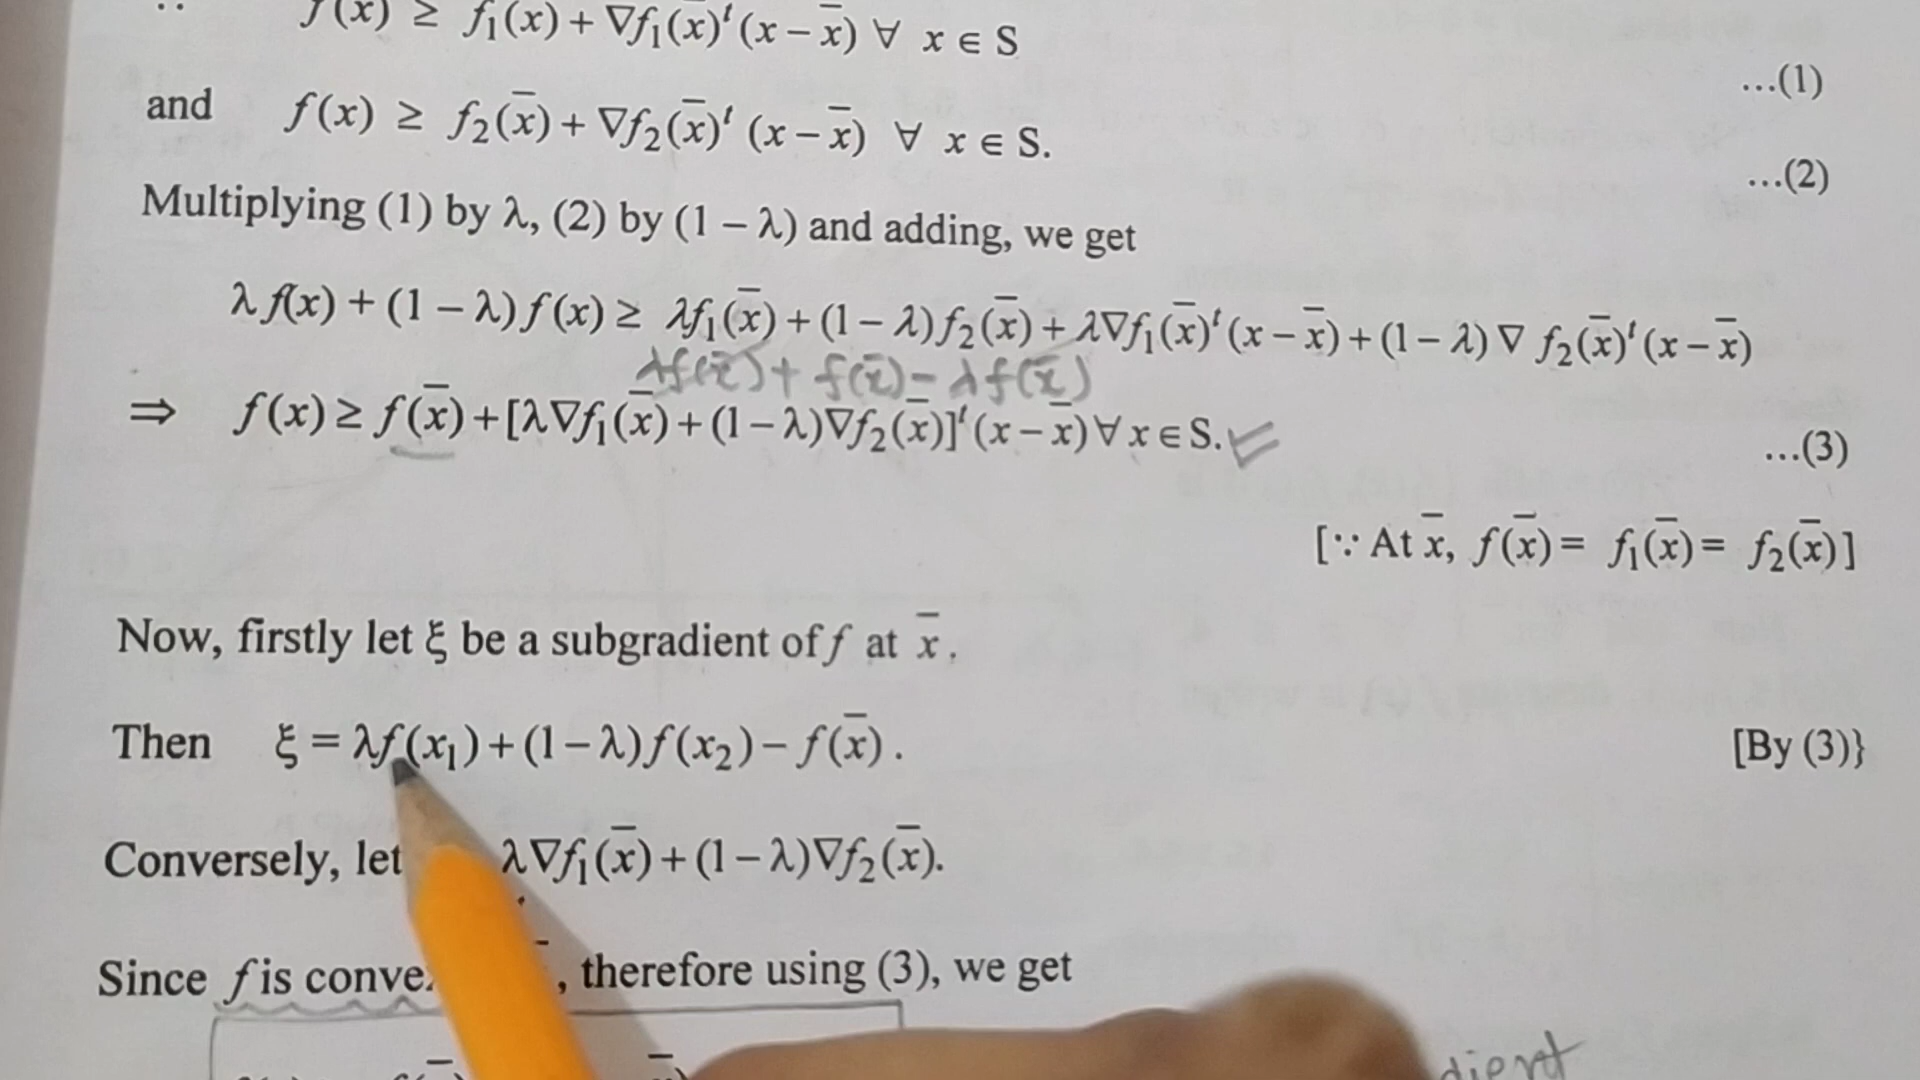 ∴ f(x) ≥ f₁(x̄) + ∇f₁(x̄)ᵗ (x – x̄) ∀ x ∈ S ...(1)
and f(x) ≥ f₂(x̄) + ∇f₂(x̄)ᵗ (x – x̄) ∀ x ∈ S. ...(2)
Multiplying (1) by λ, (2) by (1 – λ) and adding, we get
λ f(x) + (1 – λ) f(x) ≥ λf₁(x̄) + (1 – λ) f₂(x̄) + λ∇f₁(x̄)ᵗ (x – x̄) + (1 – λ) ∇ f₂(x̄)ᵗ (x – x̄)
λf(x̄) + f(x̄) – λf(x̄)
⇒ f(x) ≥ f(x̄) + [λ∇f₁(x̄) + (1 – λ)∇f₂(x̄)]ᵗ (x – x̄) ∀ x ∈ S. ...(3)
[∵ At x̄, f(x̄) = f₁(x̄) = f₂(x̄)]
Now, firstly let ξ be a subgradient of f at x̄.
Then ξ = λf(x₁) + (1 – λ) f(x₂) – f(x̄). [By (3)}
Conversely, let λ∇f₁(x̄) + (1 – λ)∇f₂(x̄).
Since f is conve , therefore using (3), we get
dient